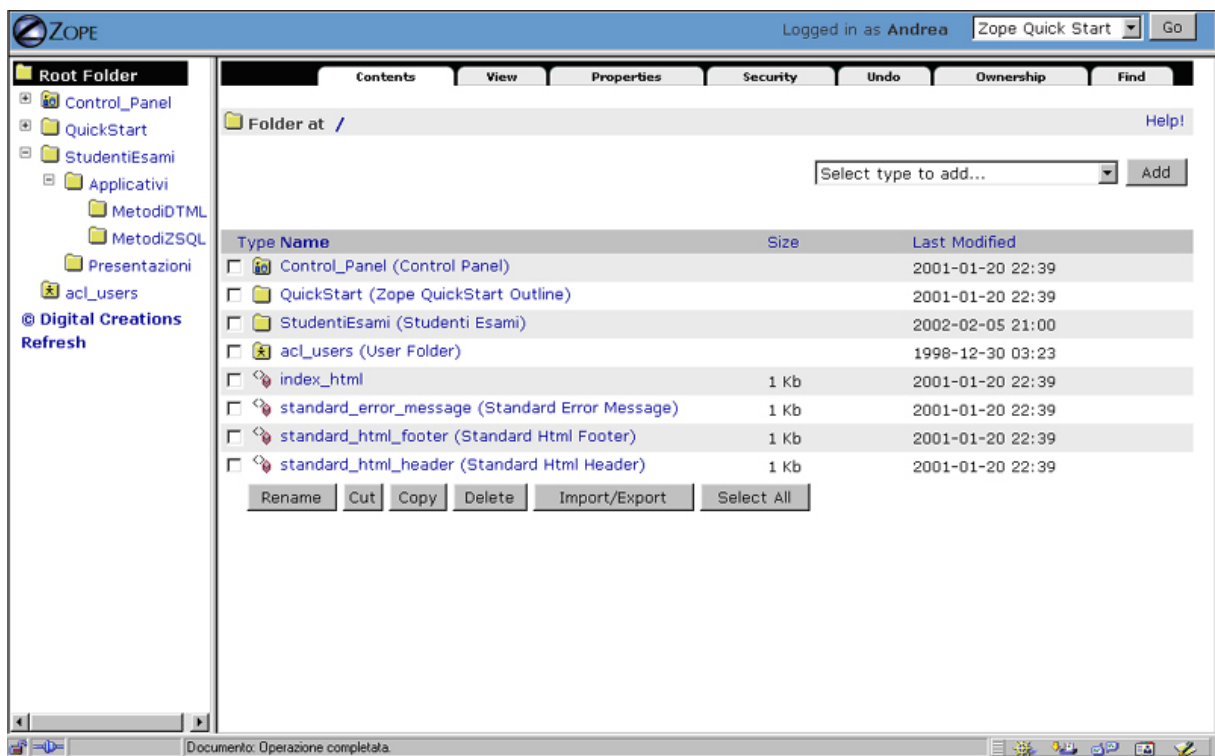 ZOPE
Logged in as Andrea Zope Quick Start Go
Root Folder
Control_Panel
QuickStart
StudentiEsami
Applicativi
MetodiDTML
MetodiZSQL
Presentazioni
acl_users
© Digital Creations
Refresh
Contents View Properties Security Undo Ownership Find
Folder at /
Help!
Select type to add... Add
Type Name Size Last Modified
Control_Panel (Control Panel) 2001-01-20 22:39
QuickStart (Zope QuickStart Outline) 2001-01-20 22:39
StudentiEsami (Studenti Esami) 2002-02-05 21:00
acl_users (User Folder) 1998-12-30 03:23
index_html 1 Kb 2001-01-20 22:39
standard_error_message (Standard Error Message) 1 Kb 2001-01-20 22:39
standard_html_footer (Standard Html Footer) 1 Kb 2001-01-20 22:39
standard_html_header (Standard Html Header) 1 Kb 2001-01-20 22:39
Rename Cut Copy Delete Import/Export Select All
Documento: Operazione completata.